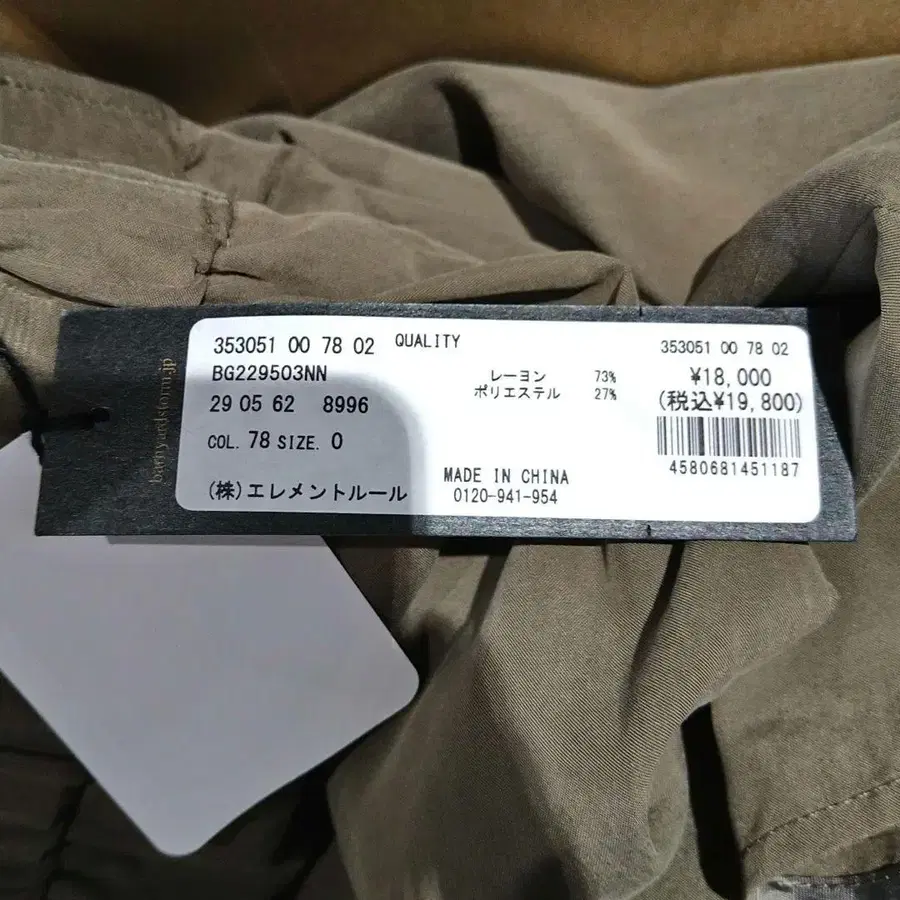 barnyardstorm.jp
353051 00 78 02 QUALITY
BG229503NN
29 05 62 8996
COL. 78 SIZE. 0
(株)エレメントルール
レーヨン 73%
ポリエステル 27%
MADE IN CHINA
0120-941-954
353051 00 78 02
¥18,000
(税込¥19,800)
4580681451187